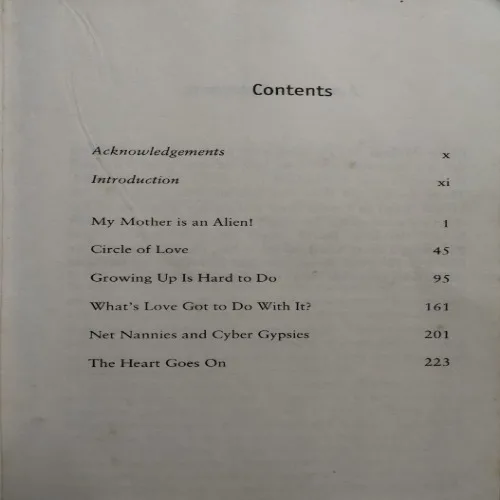 Contents
Acknowledgements x
Introduction xi
My Mother is an Alien! 1
Circle of Love 45
Growing Up Is Hard to Do 95
What's Love Got to Do With It? 161
Net Nannies and Cyber Gypsies 201
The Heart Goes On 223